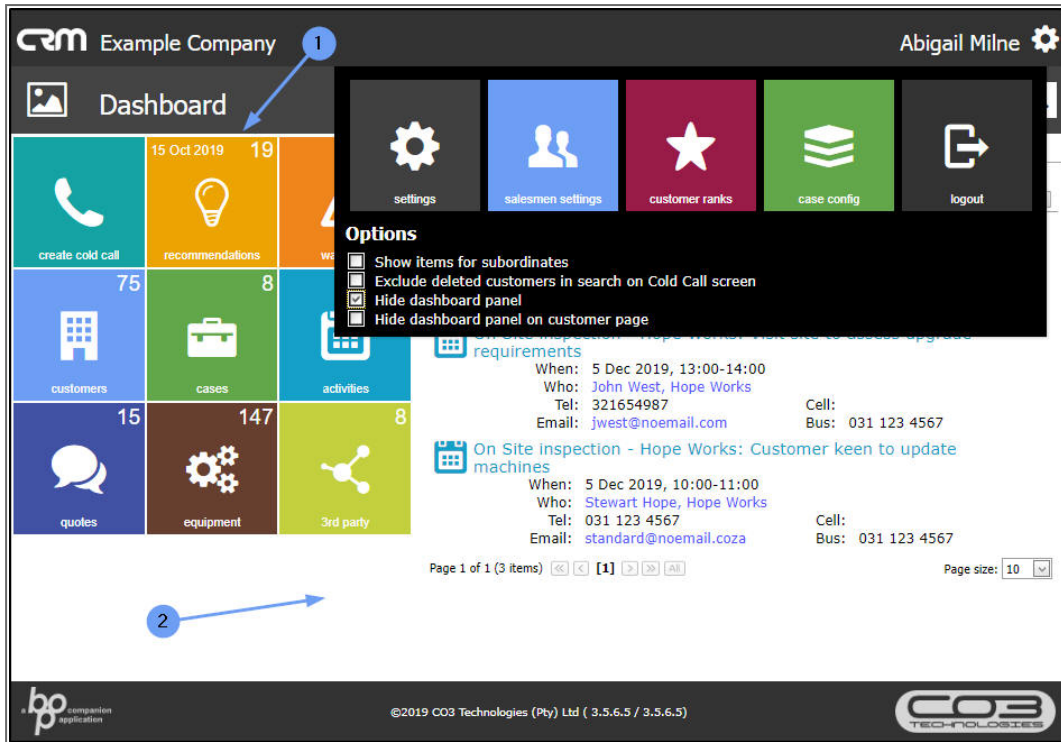 CRM Example Company
1
Abigail Milne
Dashboard
15 Oct 2019 19
create cold call
recommendations
settings
salesmen settings
customer ranks
case config
logout
Options
Show items for subordinates
Exclude deleted customers in search on Cold Call screen
Hide dashboard panel
Hide dashboard panel on customer page
75
8
customers
cases
activities
15
147
8
quotes
equipment
3rd party
requirements
When: 5 Dec 2019, 13:00-14:00
Who: John West, Hope Works
Tel: 321654987 Cell:
Email: jwest@noemail.com Bus: 031 123 4567
On Site inspection - Hope Works: Customer keen to update
machines
When: 5 Dec 2019, 10:00-11:00
Who: Stewart Hope, Hope Works
Tel: 031 123 4567 Cell:
Email: standard@noemail.coza Bus: 031 123 4567
Page 1 of 1 (3 items) [1] All Page size: 10
2
a bpo companion
application
©2019 CO3 Technologies (Pty) Ltd ( 3.5.6.5 / 3.5.6.5)
CO3
TECHNOLOGIES